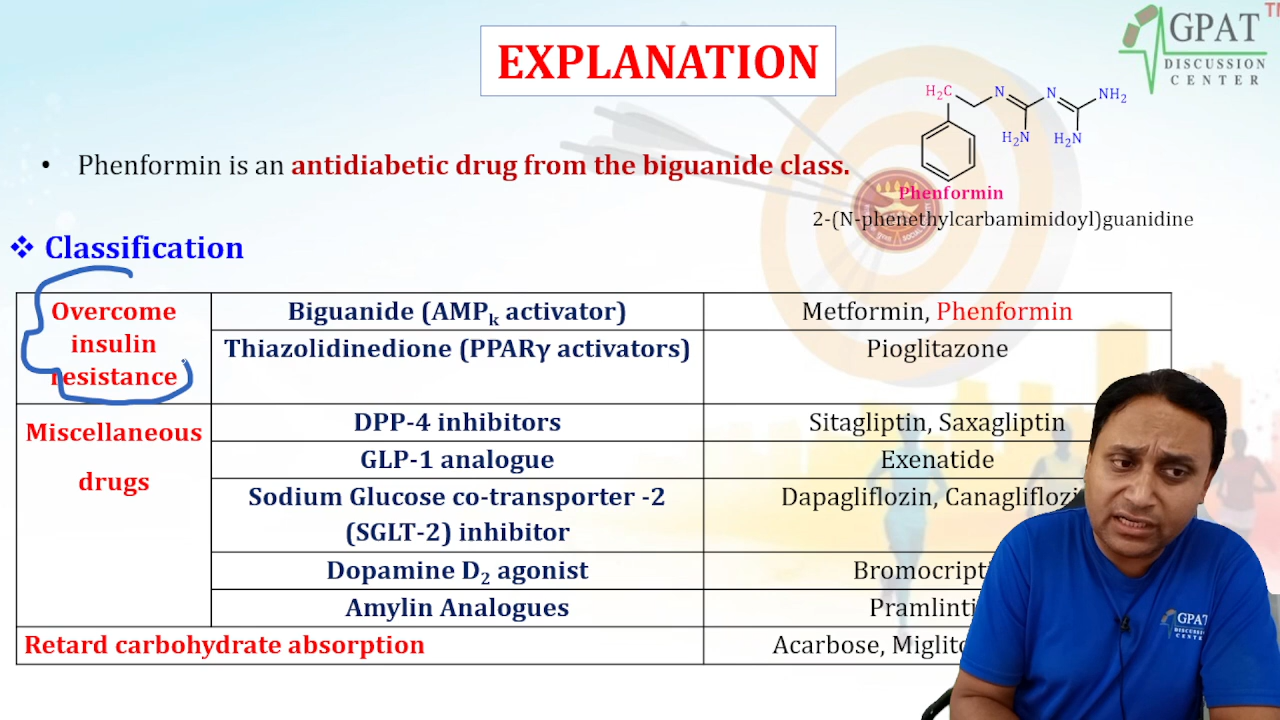 EXPLANATION
GPAT TM
DISCUSSION
CENTER
• Phenformin is an antidiabetic drug from the biguanide class.
H₂C N N NH₂
H₂N H₂N
Phenformin
2-(N-phenethylcarbamimidoyl)guanidine
❖ Classification
Overcome insulin resistance
Biguanide (AMPk activator)
Metformin, Phenformin
Thiazolidinedione (PPARγ activators)
Pioglitazone
Miscellaneous drugs
DPP-4 inhibitors
Sitagliptin, Saxagliptin
GLP-1 analogue
Exenatide
Sodium Glucose co-transporter -2
(SGLT-2) inhibitor
Dapagliflozin,
Dopamine D₂ agonist
Amylin Analogues
Retard carbohydrate absorption
Acarbose,
GPAT